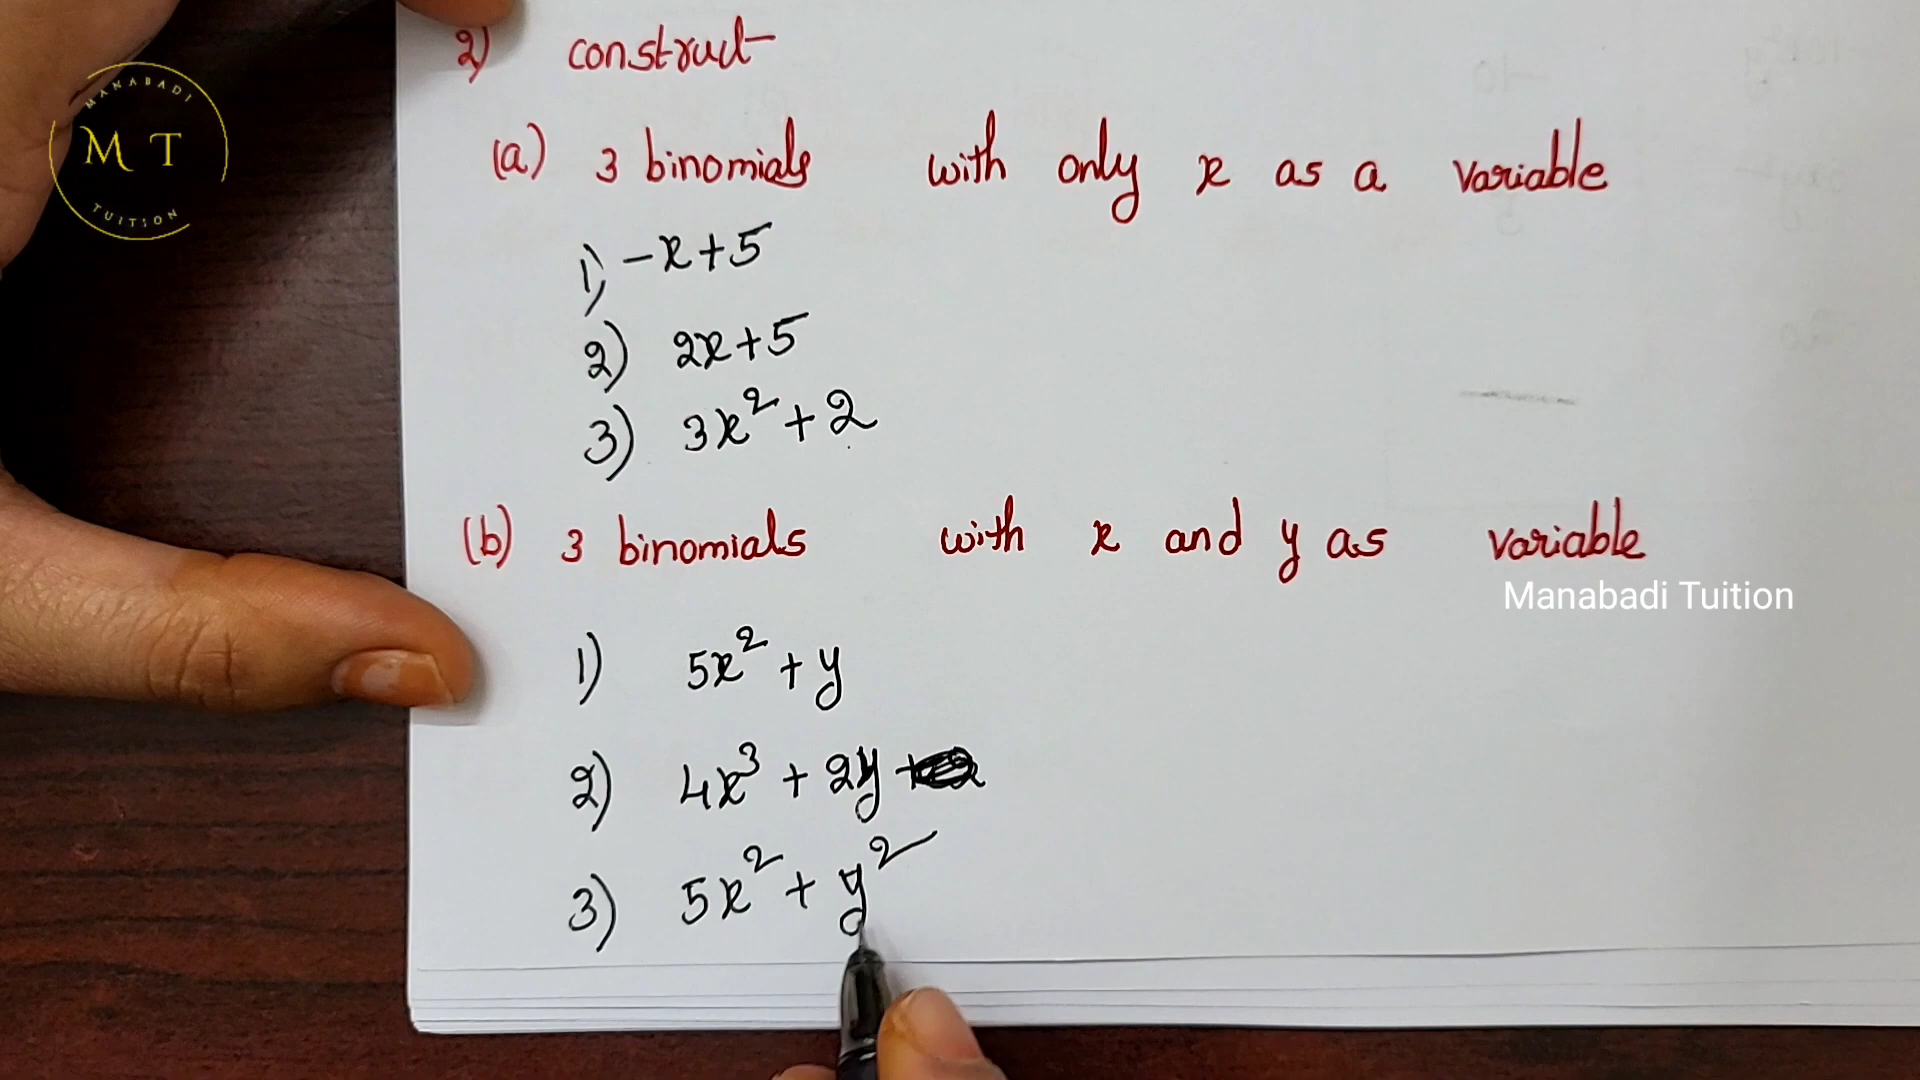 MANABADI
M T
TUITION
2) construct
(a) 3 binomials with only x as a variable
1) -x+5
2) 2x+5
3) 3x²+2
(b) 3 binomials with x and y as variable
Manabadi Tuition
1) 5x²+y
2) 4x³+2y+
3) 5x²+y²